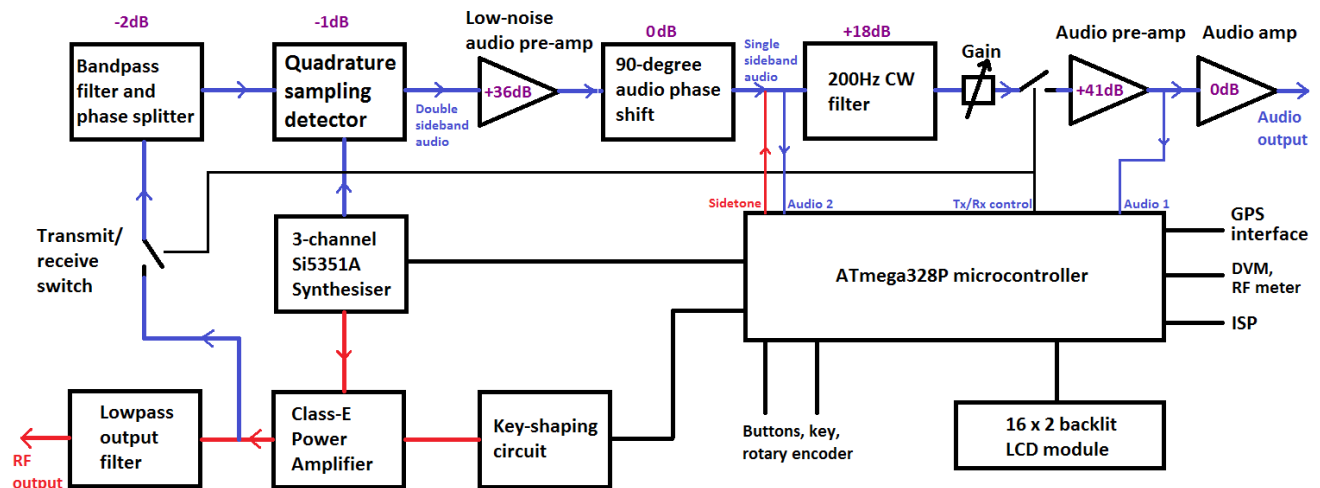 -2dB
-1dB
Low-noise
audio pre-amp
0dB
Single
sideband
audio
+18dB
Gain
Audio pre-amp
Audio amp
Bandpass
filter and
phase splitter
Quadrature
sampling
detector
Double
sideband
audio
+36dB
90-degree
audio phase
shift
200Hz CW
filter
+41dB
0dB
Audio
output
Sidetone
Audio 2
Tx/Rx control
Audio 1
Transmit/
receive
switch
3-channel
Si5351A
Synthesiser
ATmega328P microcontroller
GPS
interface
DVM,
RF meter
ISP
Lowpass
output
filter
Class-E
Power
Amplifier
Key-shaping
circuit
Buttons, key,
rotary encoder
16 x 2 backlit
LCD module
RF
output